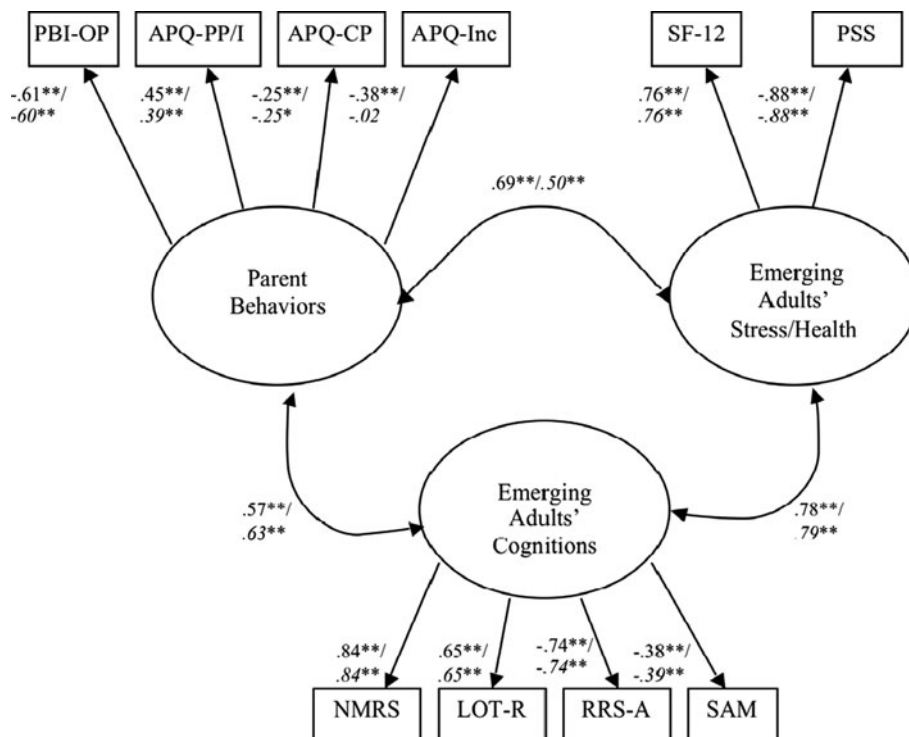 PBI-OP
APQ-PP/I
APQ-CP
APQ-Inc
SF-12
PSS
-.61**/
-60**
.45**/
.39**
-.25**/
-.25*
-.38**/
-.02
.76**/
.76**
-.88**/
-.88**
.69**/.50**
Parent
Behaviors
Emerging
Adults’
Stress/Health
.57**/
.63**
Emerging
Adults’
Cognitions
.78**/
.79**
.84**/
.84**
.65**/
.65**
-.74**/
-.74**
-.38**/
-.39**
NMRS
LOT-R
RRS-A
SAM